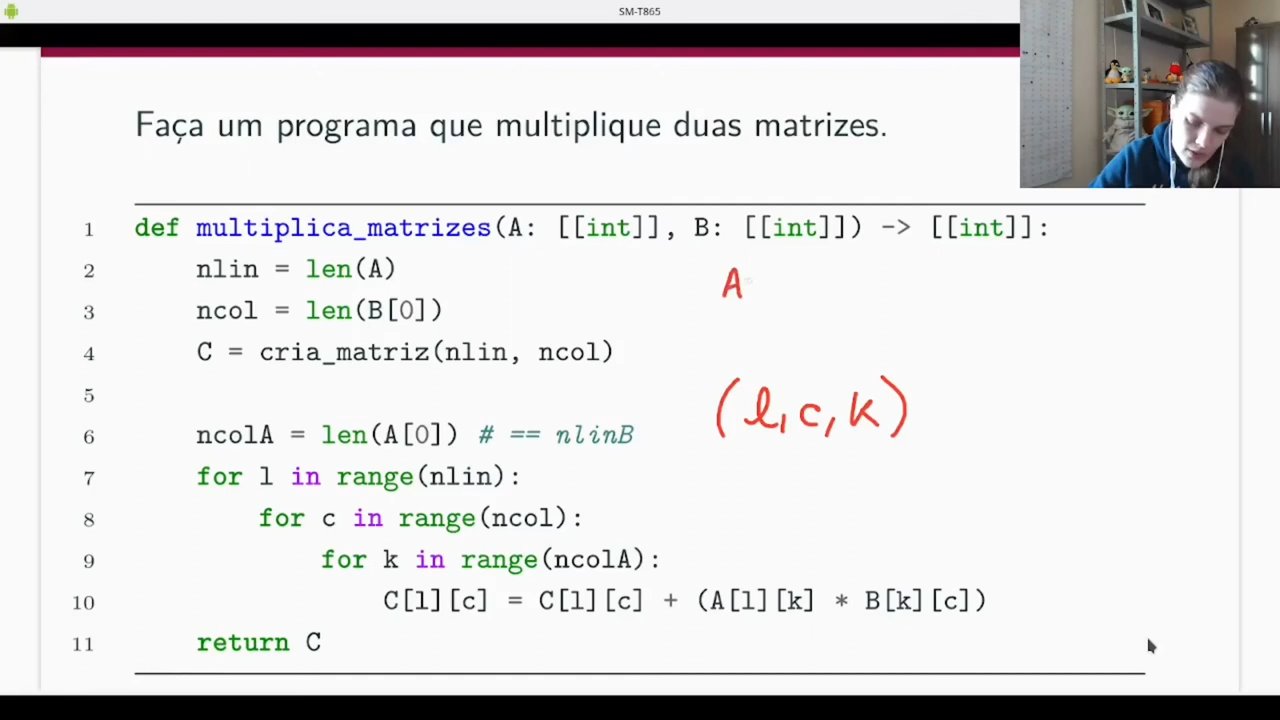 SM-T865
Faça um programa que multiplique duas matrizes.
1 def multiplica_matrizes(A: [[int]], B: [[int]]) -> [[int]]:
2 nlin = len(A)
A
3 ncol = len(B[0])
4 C = cria_matriz(nlin, ncol)
5
(l, c, k)
6 ncolA = len(A[0]) # == nlinB
7 for l in range(nlin):
8 for c in range(ncol):
9 for k in range(ncolA):
10 C[l][c] = C[l][c] + (A[l][k] * B[k][c])
11 return C